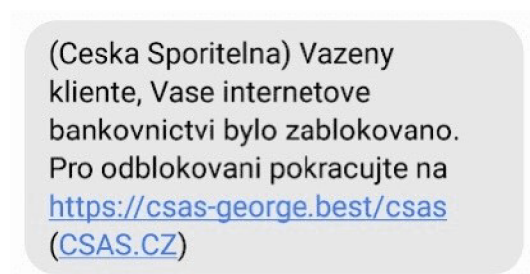 (Ceska Sporitelna) Vazeny
kliente, Vase internetove
bankovnictvi bylo zablokovano.
Pro odblokovani pokracujte na
https://csas-george.best/csas
(CSAS.CZ)